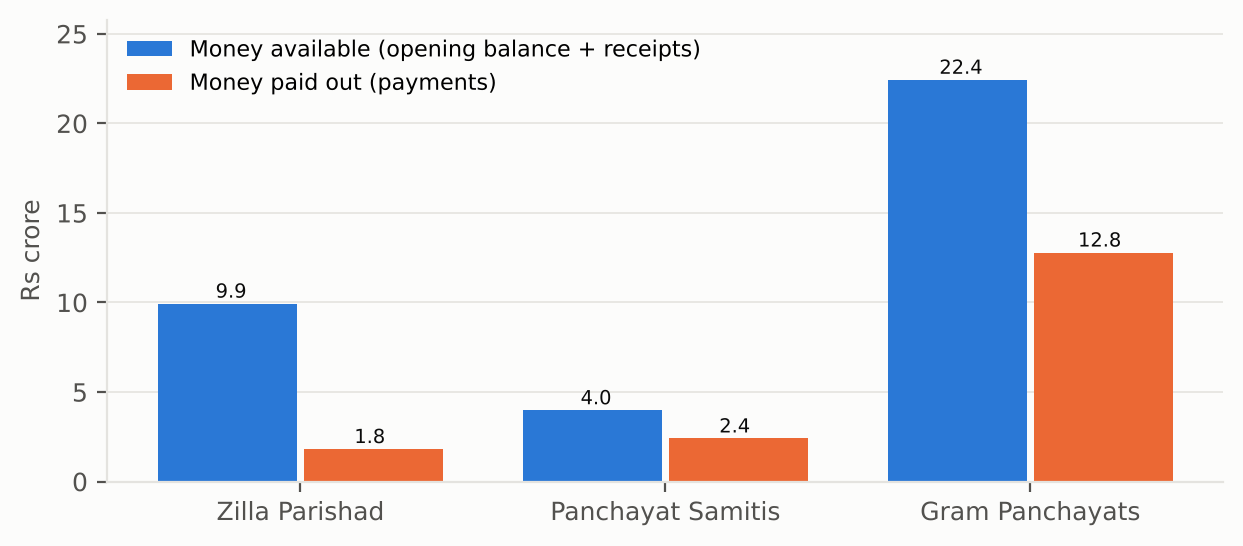 Money available (opening balance + receipts)
Money paid out (payments)
Rs crore
25
20
15
10
5
0
9.9
1.8
4.0
2.4
22.4
12.8
Zilla Parishad
Panchayat Samitis
Gram Panchayats